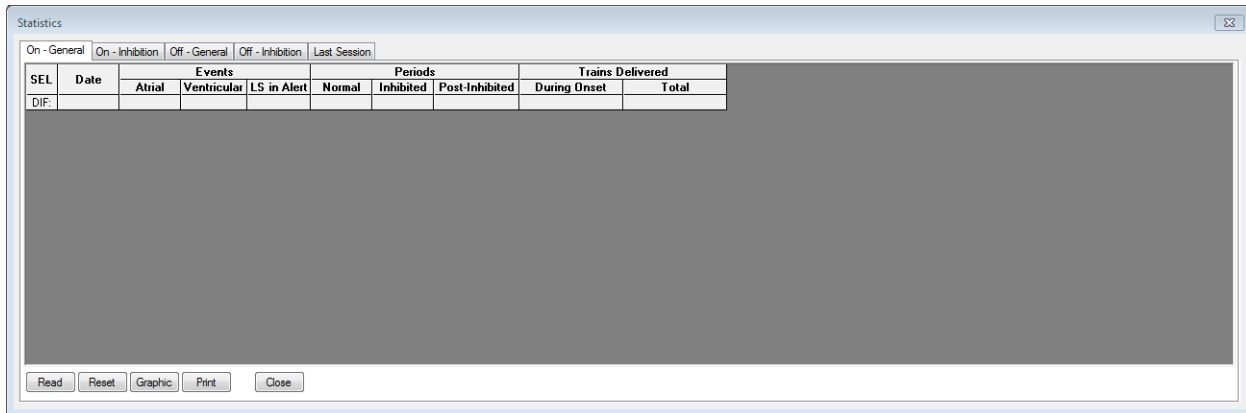 Statistics
On - General On - Inhibition Off - General Off - Inhibition Last Session
SEL Date Events Periods Trains Delivered
Atrial Ventricular LS in Alert Normal Inhibited Post-Inhibited During Onset Total
DIF:
Read Reset Graphic Print Close